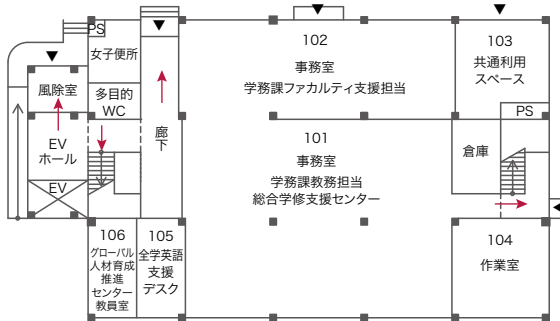 PS
女子便所
102
事務室
学務課ファカルティ支援担当
103
共通利用
スペース
風除室
多目的
WC
PS
EV
ホール
廊下
101
事務室
学務課教務担当
総合学修支援センター
倉庫
EV
106
グローバル
人材育成
推進
センター
教員室
105
全学英語
支援
デスク
104
作業室